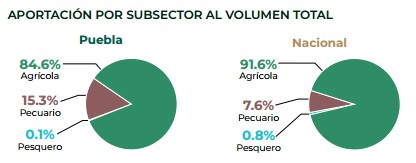 APORTACIÓN POR SUBSECTOR AL VOLUMEN TOTAL
Puebla
84.6%
Agrícola
15.3%
Pecuario
0.1%
Pesquero
Nacional
91.6%
Agrícola
7.6%
Pecuario
0.8%
Pesquero